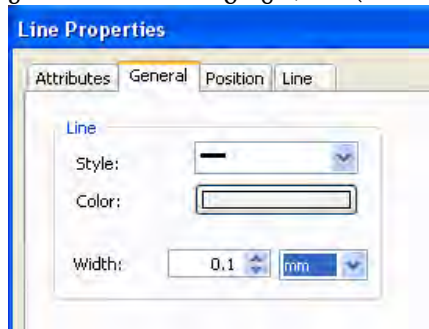 Line Properties
Attributes General Position Line
Line
Style:
Color:
Width: 0.1 mm